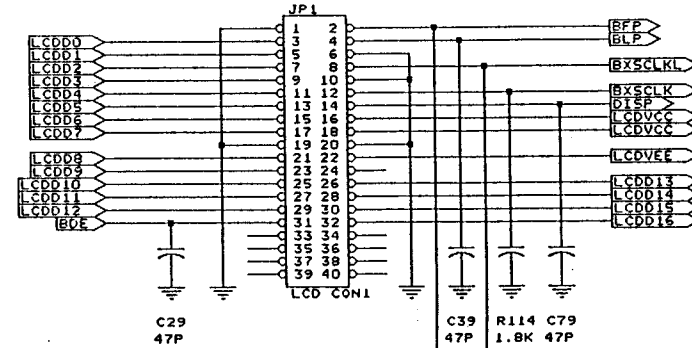 JP1
1 2 BFP
LCDD0 3 4 BLP
LCDD1 5 6
LCDD2 7 8 BXSCLKL
LCDD3 9 10
LCDD4 11 12 BXSCLK
LCDD5 13 14 DISP
LCDD6 15 16 LCDVCC
LCDD7 17 18 LCDVCC
19 20
LCDD8 21 22 LCDVEE
LCDD9 23 24
LCDD10 25 26 LCDD13
LCDD11 27 28 LCDD14
LCDD12 29 30 LCDD15
BDE 31 32 LCDD16
33 34
35 36
37 38
39 40
LCD CON1
C29 C39 R114 C79
47P 47P 1.8K 47P